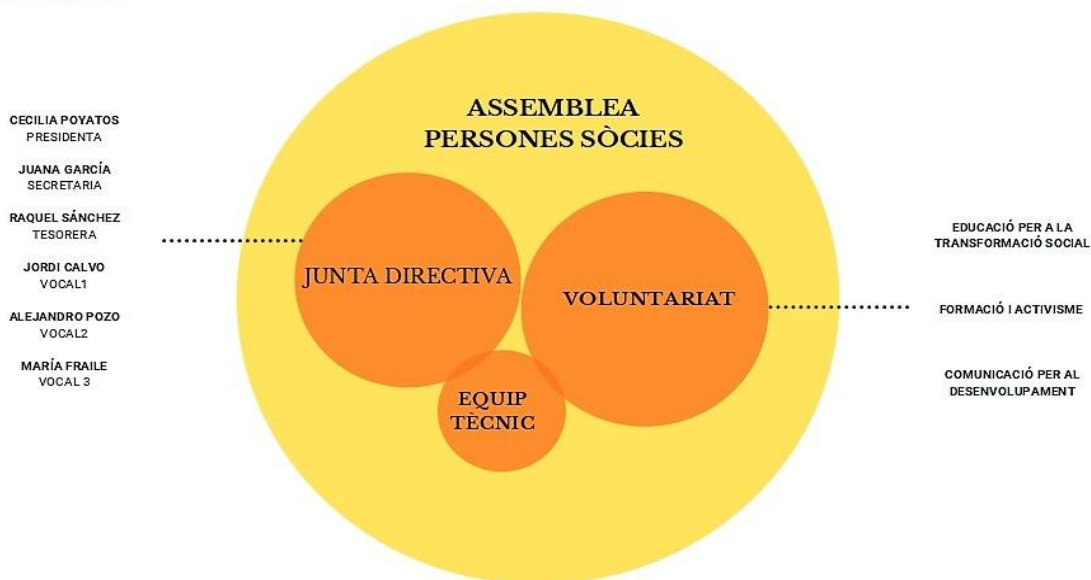 CECILIA POYATOS
PRESIDENTA
JUANA GARCÍA
SECRETARIA
RAQUEL SÁNCHEZ
TESORERA
JORDI CALVO
VOCAL1
ALEJANDRO POZO
VOCAL2
MARÍA FRAILE
VOCAL 3
ASSEMBLEA
PERSONES SÒCIES
JUNTA DIRECTIVA
VOLUNTARIAT
EQUIP
TÈCNIC
EDUCACIÓ PER A LA
TRANSFORMACIÓ SOCIAL
FORMACIÓ I ACTIVISME
COMUNICACIÓ PER AL
DESENVOLUPAMENT